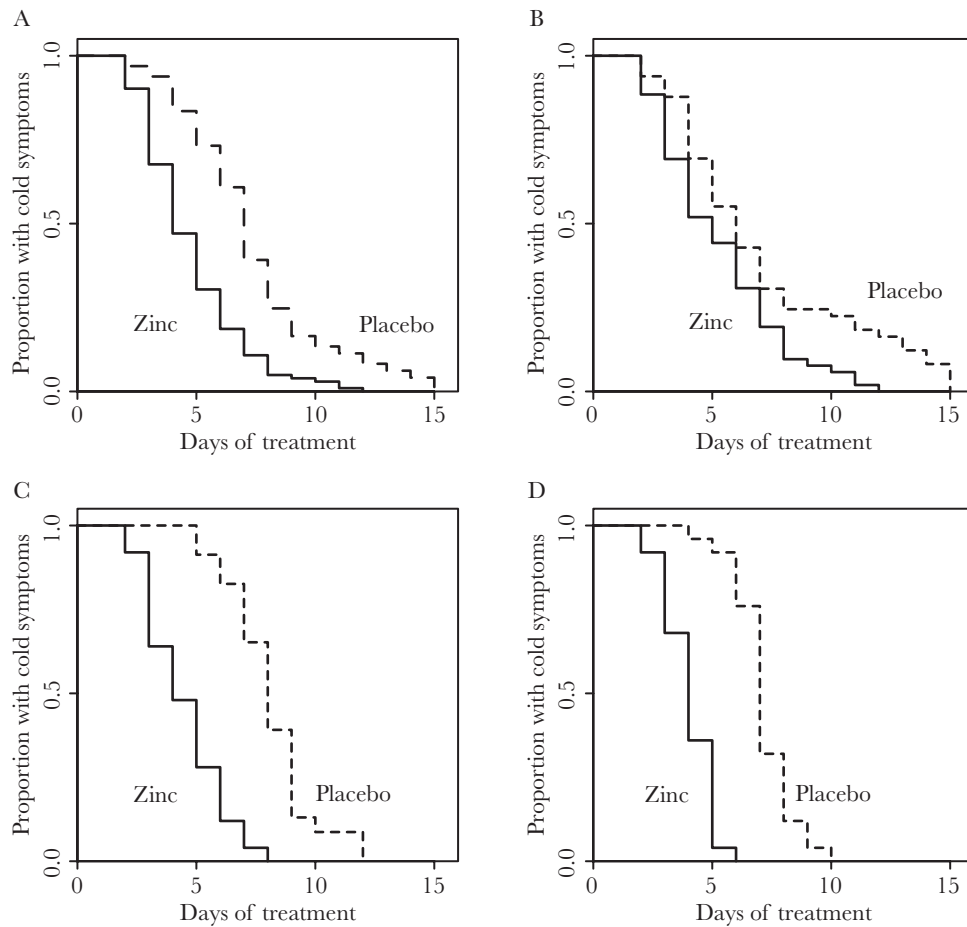 A
Proportion with cold symptoms
1.0
0.5
0.0
Zinc
Placebo
0 5 10 15
Days of treatment
B
Proportion with cold symptoms
1.0
0.5
0.0
Placebo
Zinc
0 5 10 15
Days of treatment
C
Proportion with cold symptoms
1.0
0.5
0.0
Zinc
Placebo
0 5 10 15
Days of treatment
D
Proportion with cold symptoms
1.0
0.5
0.0
Zinc
Placebo
0 5 10 15
Days of treatment